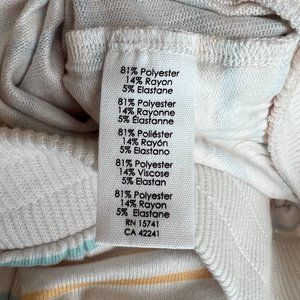 81% Polyester
14% Rayon
5% Elastane
81% Polyester
14% Rayonne
5% Élasthanne
81% Poliéster
14% Rayón
5% Elastano
81% Polyester
14% Viscose
5% Elastan
81% Polyester
14% Rayon
5% Elastane
RN 15741
CA 42241